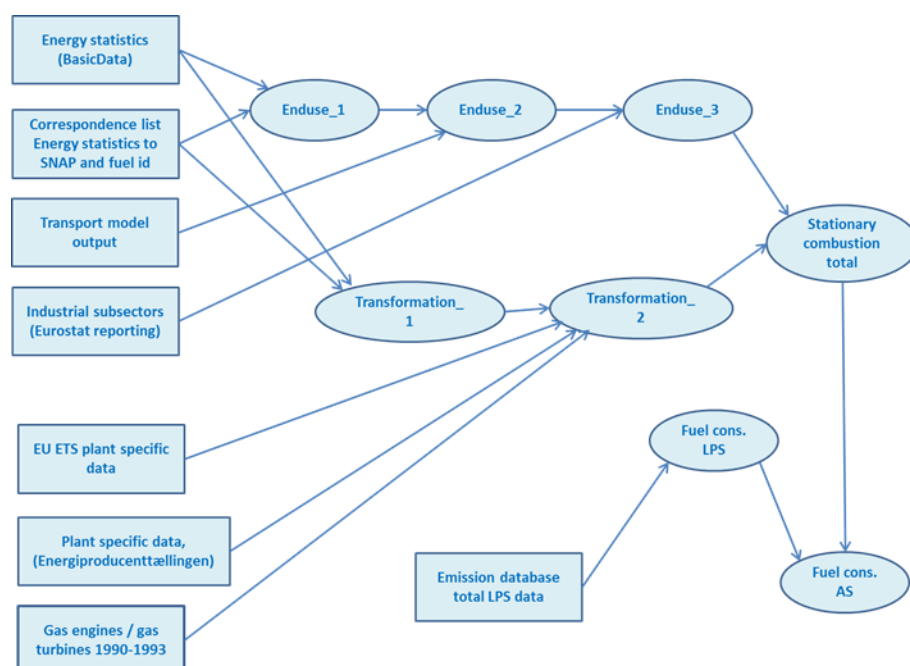 Energy statistics
(BasicData)
Enduse_1
Enduse_2
Enduse_3
Correspondence list
Energy statistics to
SNAP and fuel id
Transport model
output
Stationary
combustion
total
Industrial subsectors
(Eurostat reporting)
Transformation_
1
Transformation_
2
EU ETS plant specific
data
Fuel cons.
LPS
Plant specific data,
(Energiproducenttællingen)
Emission database
total LPS data
Fuel cons.
AS
Gas engines / gas
turbines 1990-1993